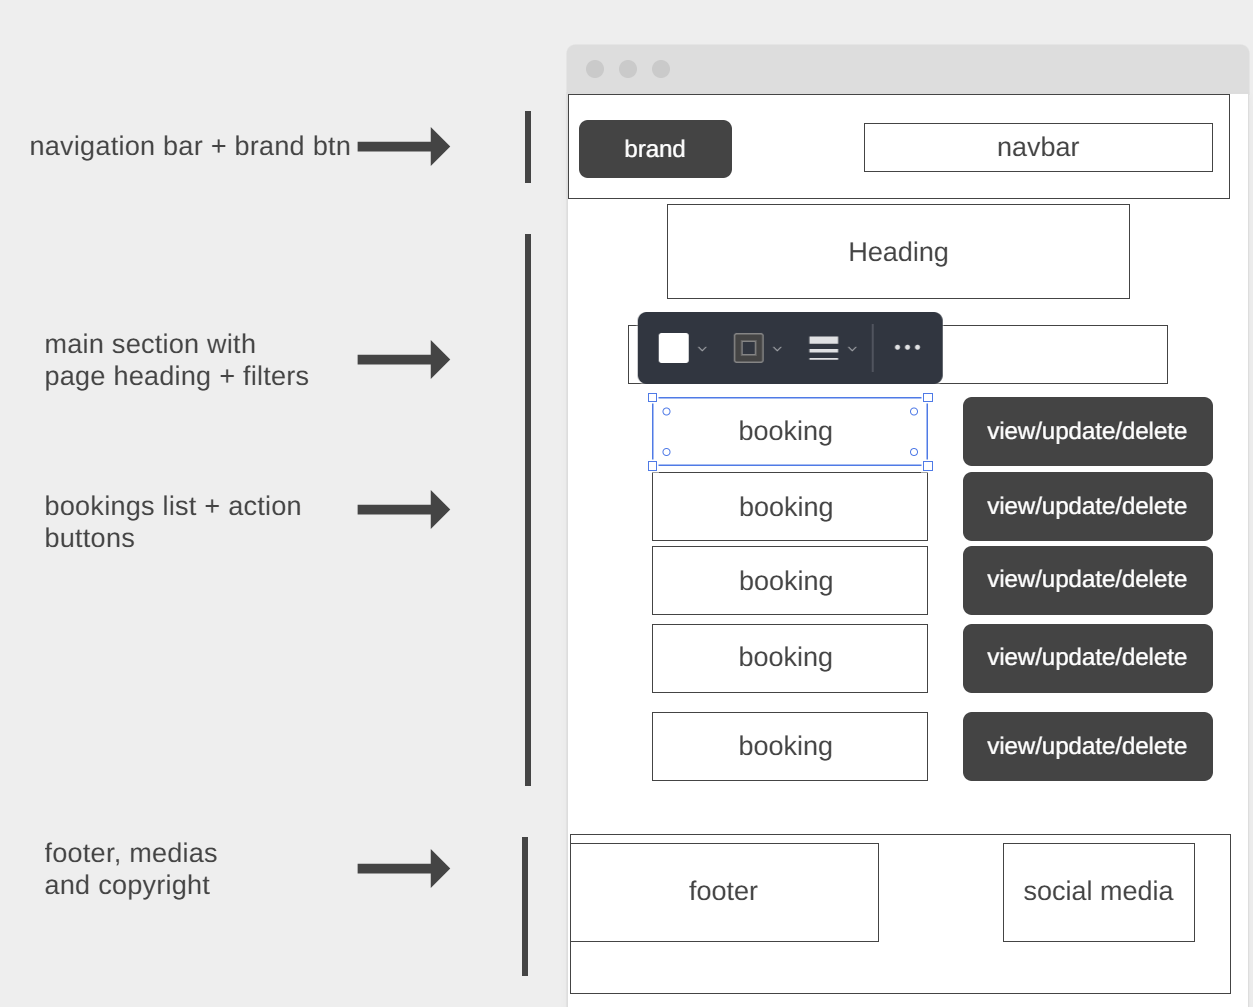 navigation bar + brand btn
brand
navbar
Heading
main section with
page heading + filters
booking
view/update/delete
bookings list + action
buttons
booking
view/update/delete
booking
view/update/delete
booking
view/update/delete
booking
view/update/delete
footer, medias
and copyright
footer
social media